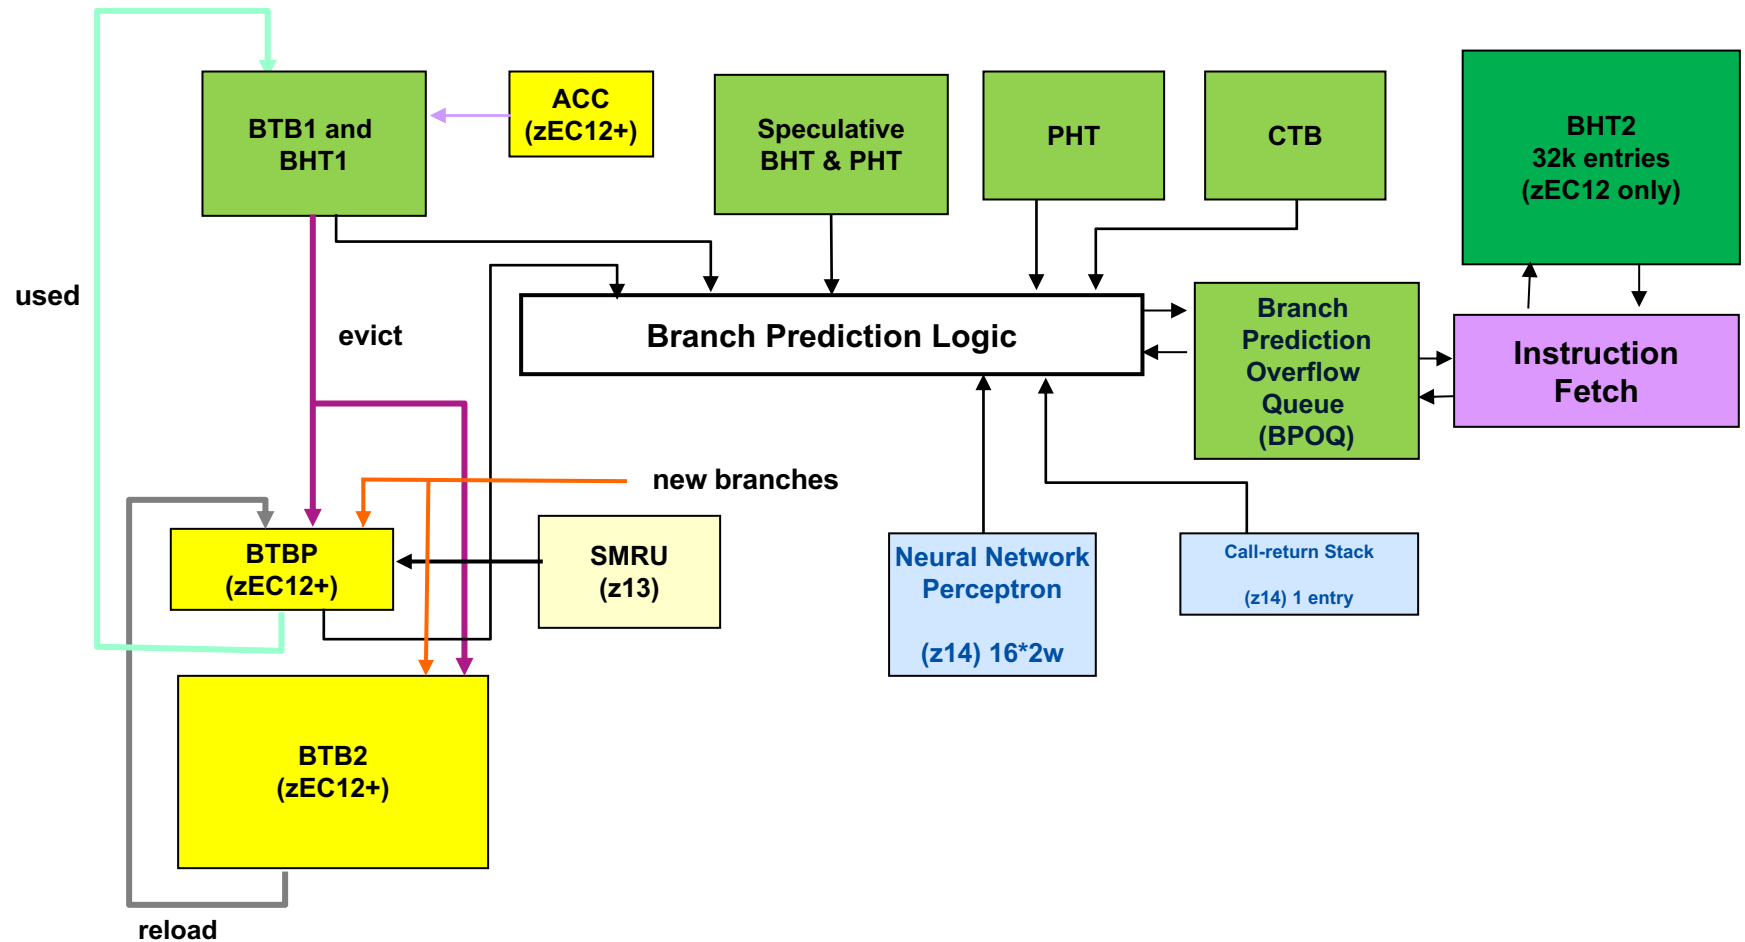 BTB1 and
BHT1
ACC
(zEC12+)
Speculative
BHT & PHT
PHT
CTB
BHT2
32k entries
(zEC12 only)
used
evict
Branch Prediction Logic
Branch
Prediction
Overflow
Queue
(BPOQ)
Instruction
Fetch
new branches
BTBP
(zEC12+)
SMRU
(z13)
Neural Network
Perceptron
(z14) 16*2w
Call-return Stack
(z14) 1 entry
BTB2
(zEC12+)
reload